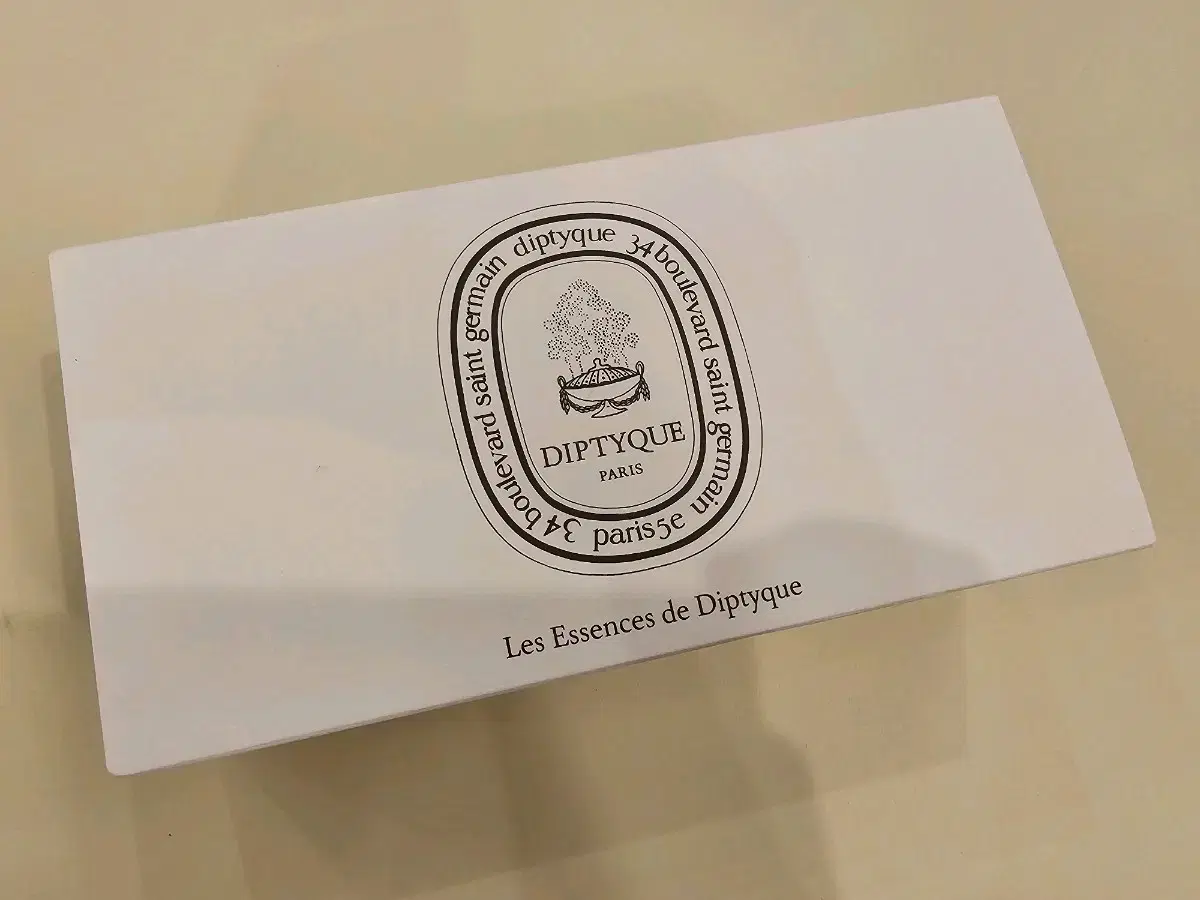 diptyque 34 boulevard saint germain paris5e 34 boulevard saint germain
DIPTYQUE
PARIS
Les Essences de Diptyque